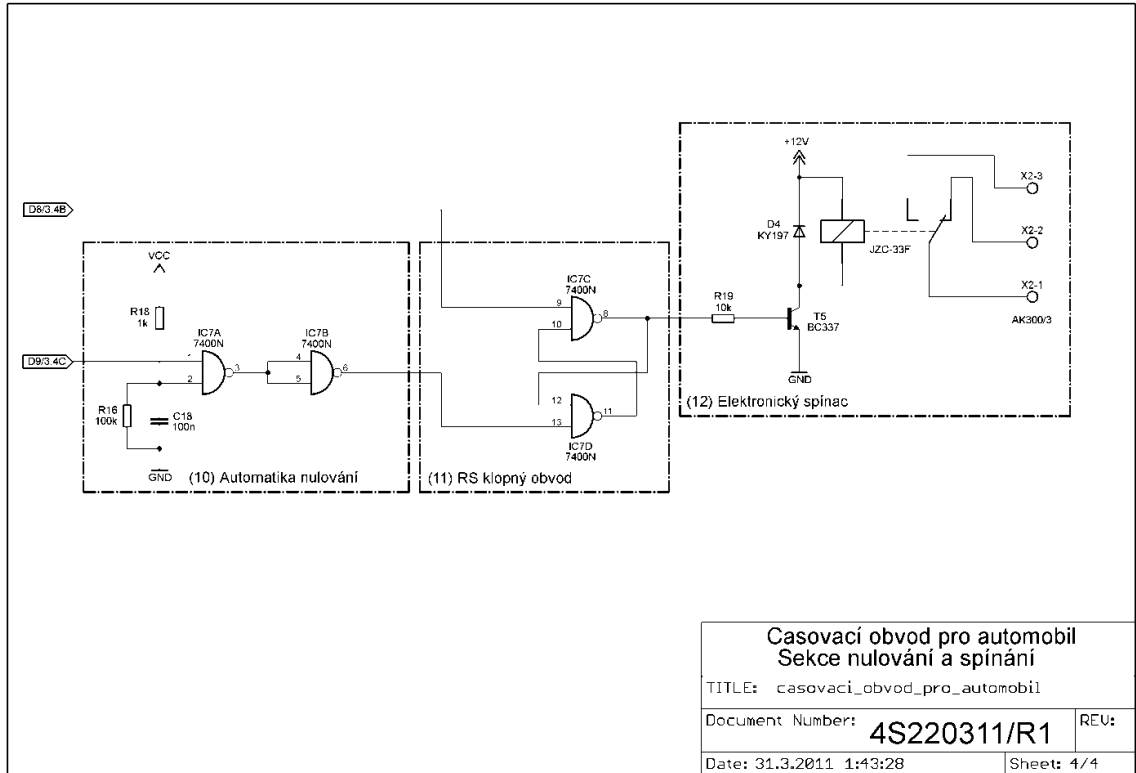 +12V
X2-3
D8/3.4B
D4
KY197
JZC-33F
X2-2
VCC
IC7C
7400N
R18
1k
9
10
8
R19
10k
T5
BC337
X2-1
AK300/3
IC7A
7400N
IC7B
7400N
D9/3.4C
2
3
4
5
6
GND
R16
100k
C18
100n
12
13
11
IC7D
7400N
(12) Elektronický spínac
GND
(10) Automatika nulování
(11) RS klopný obvod
Casovací obvod pro automobil
Sekce nulování a spínání
TITLE: casovaci_obvod_pro_automobil
Document Number: 4S220311/R1
REV:
Date: 31.3.2011 1:43:28
Sheet: 4/4